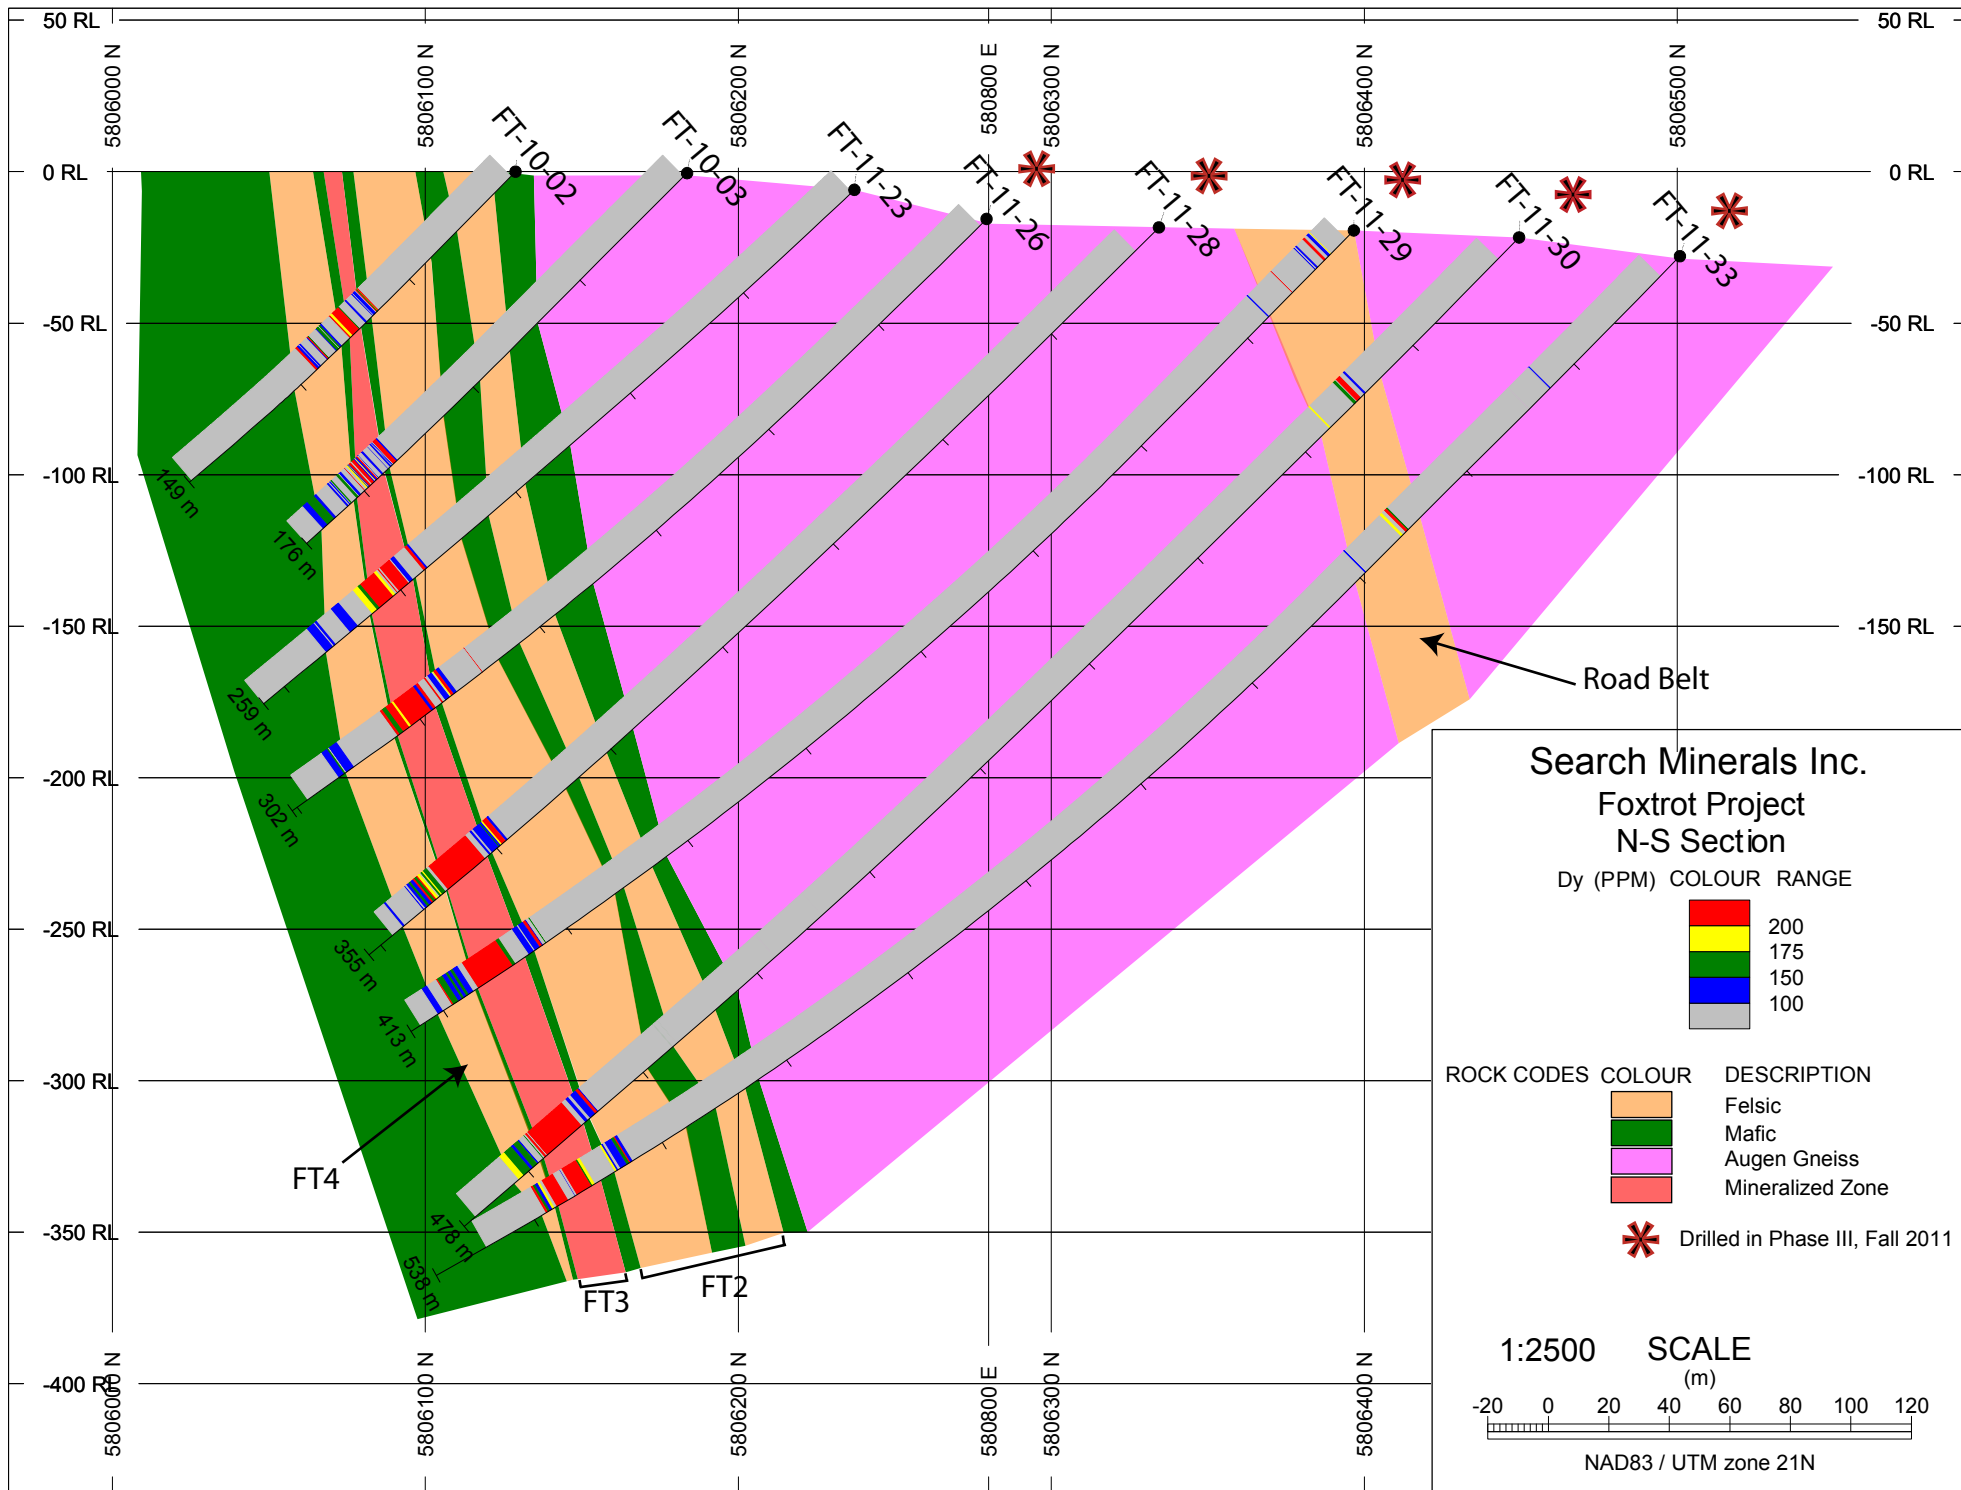 50 RL
50 RL
5806000 N
5806100 N
5806200 N
580800 E
5806300 N
5806400 N
5806500 N
0 RL
0 RL
FT-10-02
FT-10-03
FT-11-23
FT-11-26
FT-11-28
FT-11-29
FT-11-30
FT-11-33
-50 RL
-50 RL
-100 RL
-100 RL
149 m
176 m
-150 RL
-150 RL
Road Belt
259 m
-200 RL
302 m
-250 RL
355 m
413 m
-300 RL
FT4
-350 RL
478 m
538 m
FT3
FT2
-400 RL
5806000 N
5806100 N
5806200 N
580800 E
5806300 N
5806400 N
Search Minerals Inc.
Foxtrot Project
N-S Section
Dy (PPM) COLOUR RANGE
200
175
150
100
ROCK CODES COLOUR DESCRIPTION
Felsic
Mafic
Augen Gneiss
Mineralized Zone
Drilled in Phase III, Fall 2011
1:2500 SCALE
(m)
-20 0 20 40 60 80 100 120
NAD83 / UTM zone 21N